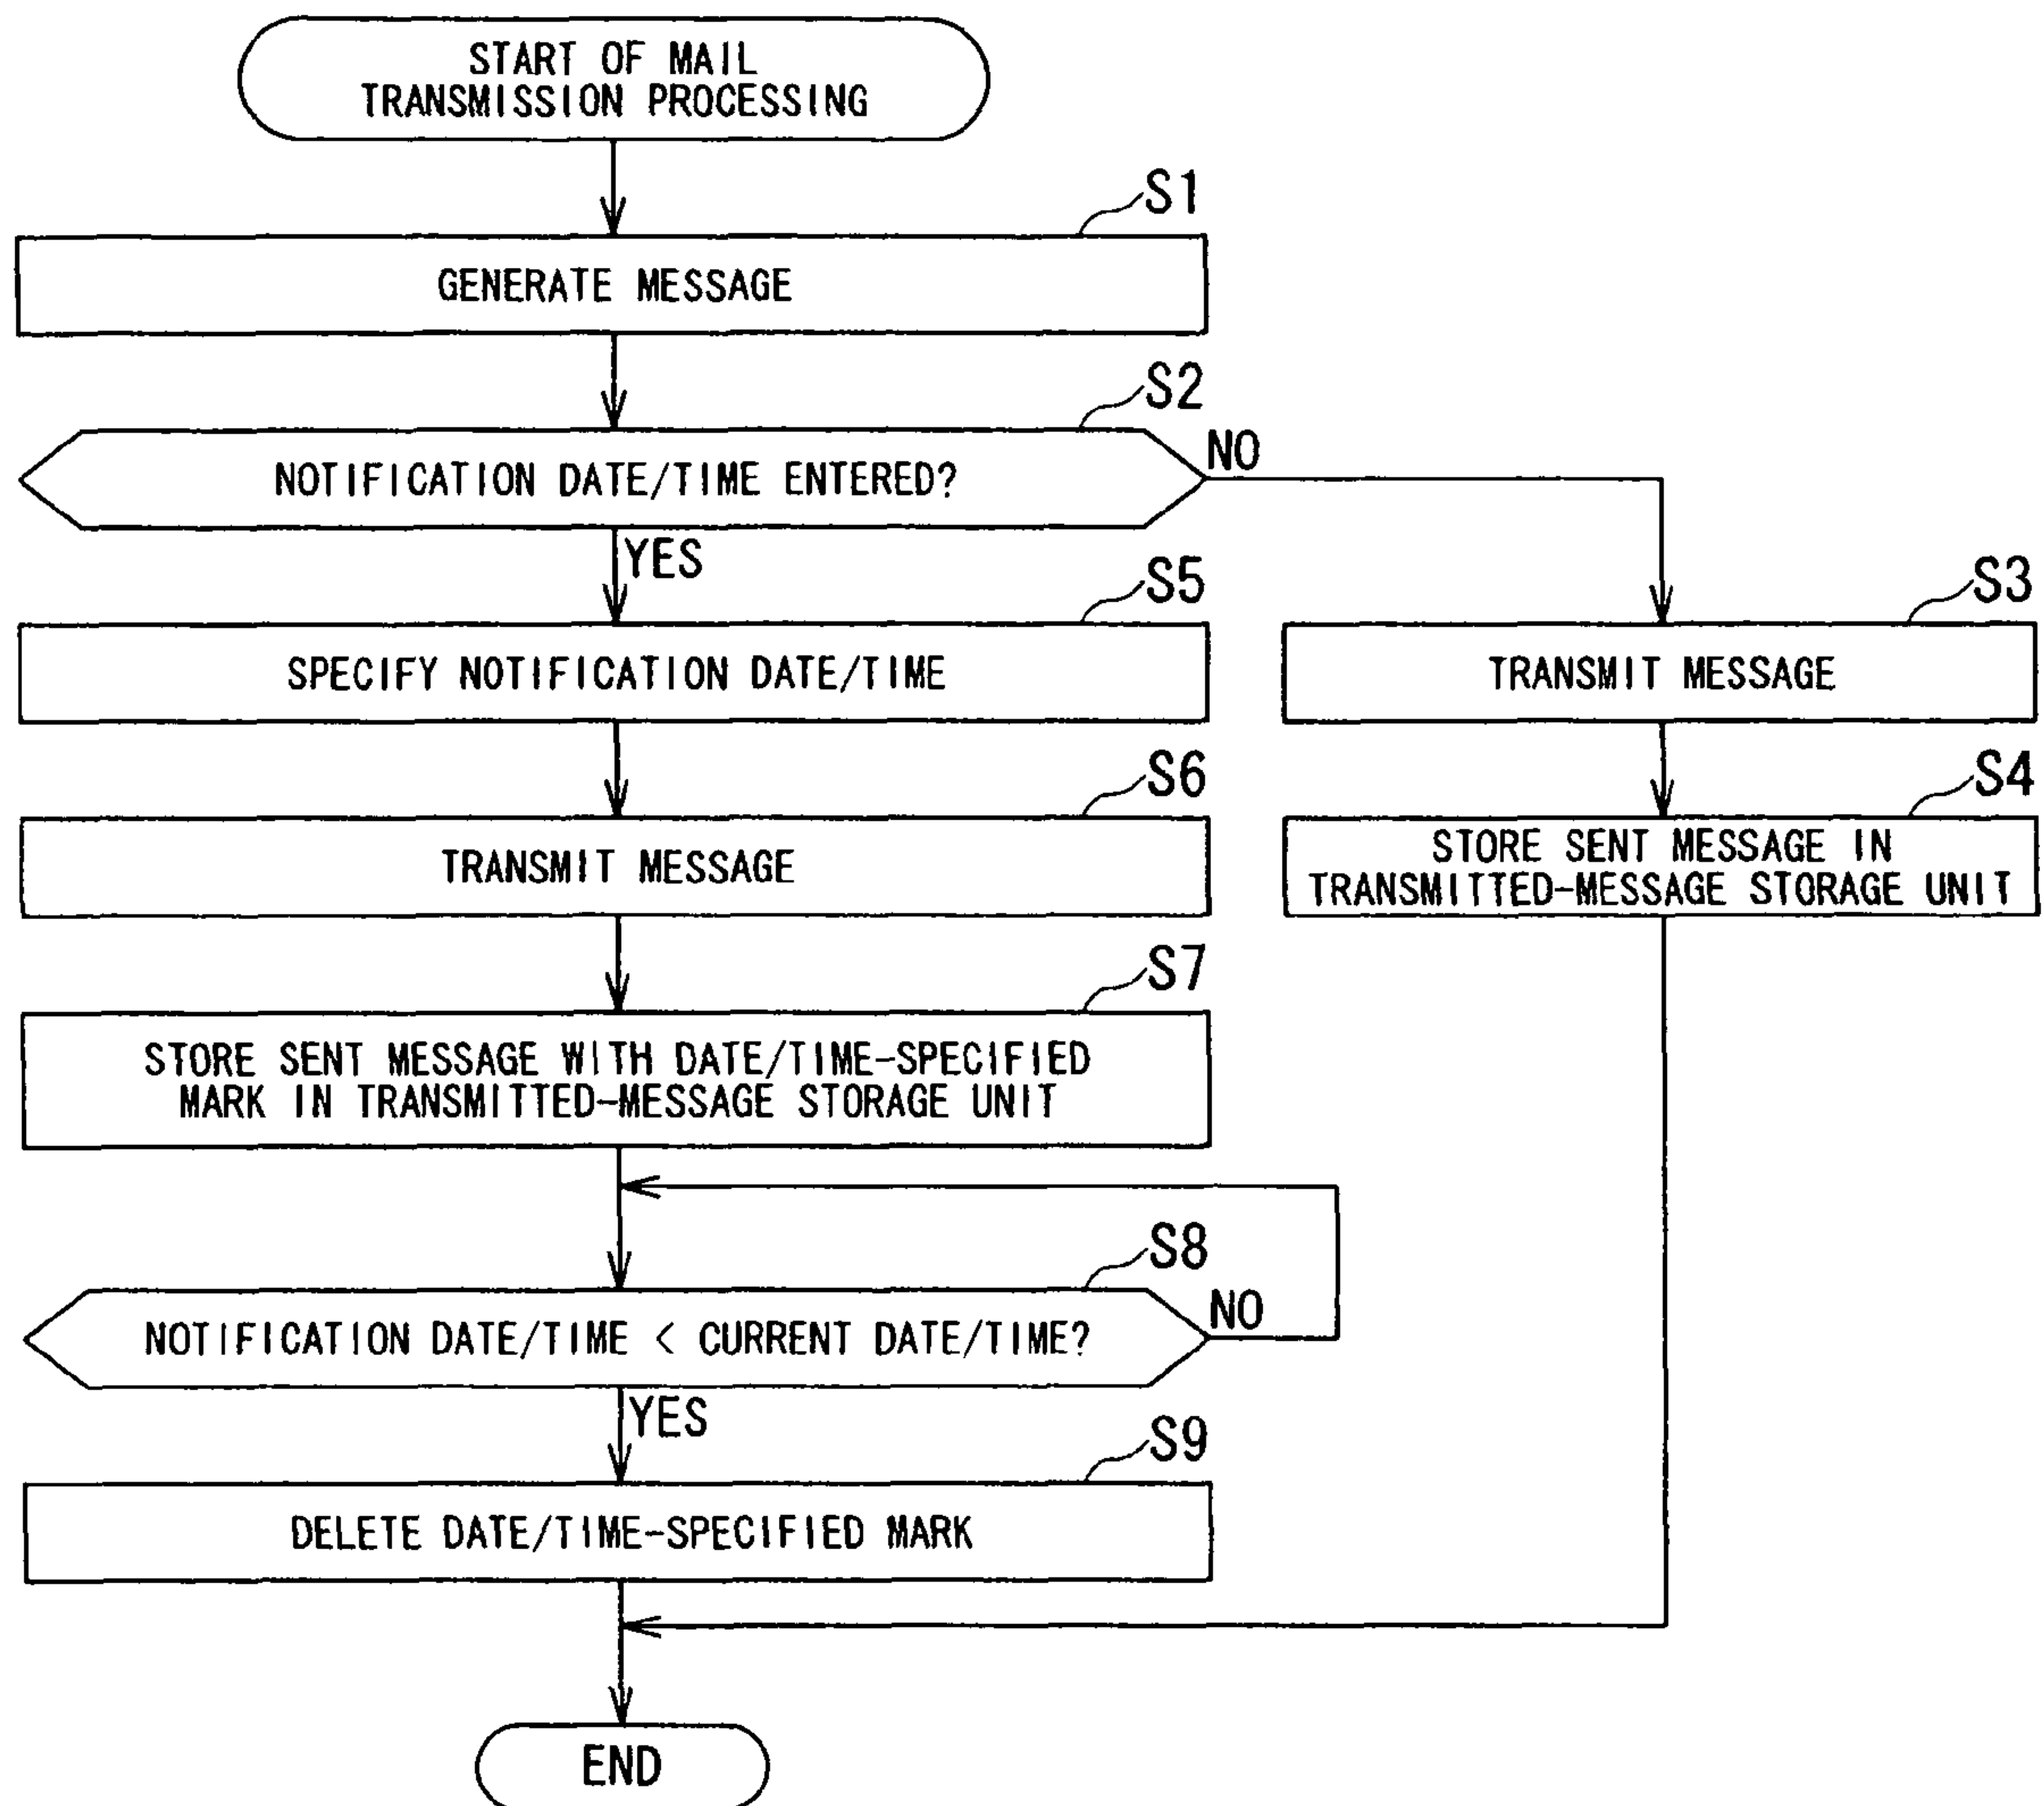 START OF MAIL
TRANSMISSION PROCESSING
S1
GENERATE MESSAGE
S2
NOTIFICATION DATE/TIME ENTERED?
NO
YES
S5
SPECIFY NOTIFICATION DATE/TIME
S3
TRANSMIT MESSAGE
S6
TRANSMIT MESSAGE
S4
STORE SENT MESSAGE IN
TRANSMITTED-MESSAGE STORAGE UNIT
S7
STORE SENT MESSAGE WITH DATE/TIME-SPECIFIED
MARK IN TRANSMITTED-MESSAGE STORAGE UNIT
S8
NOTIFICATION DATE/TIME < CURRENT DATE/TIME?
NO
YES
S9
DELETE DATE/TIME-SPECIFIED MARK
END